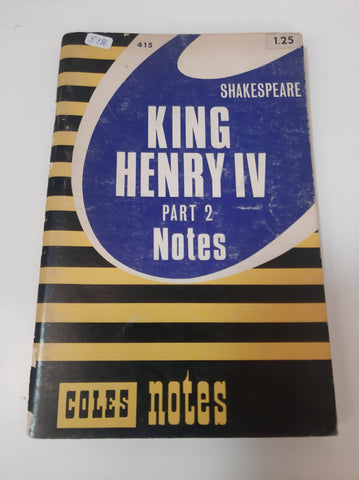 415
1.25
SHAKESPEARE
KING
HENRY IV
PART 2
Notes
COLES notes